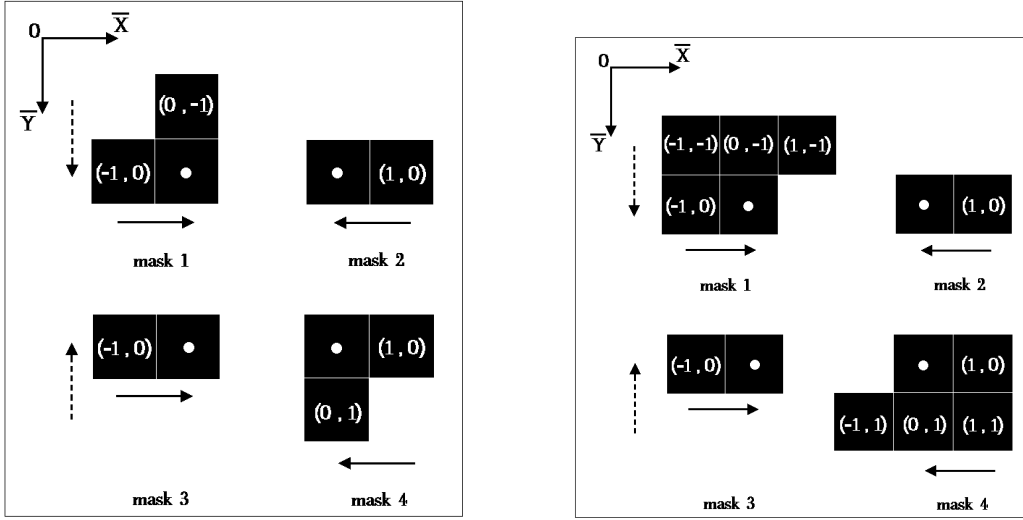 0 X
Y
(0 , -1)
(-1 , 0)
(1 , 0)
mask 1
mask 2
(-1 , 0)
(1 , 0)
(0 , 1)
mask 3
mask 4
0 X
Y
(-1 , -1) (0 , -1) (1 , -1)
(-1 , 0)
(1 , 0)
mask 1
mask 2
(-1 , 0)
(1 , 0)
(-1 , 1) (0 , 1) (1 , 1)
mask 3
mask 4